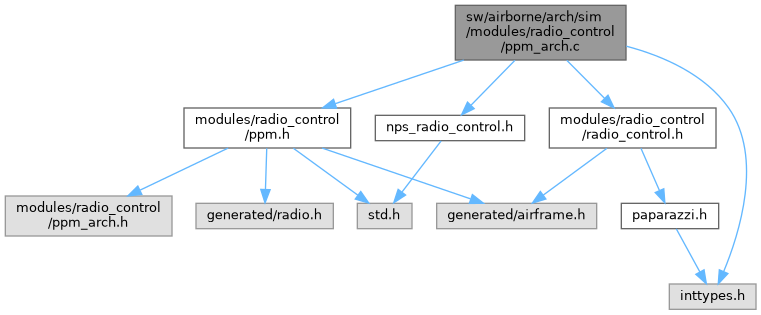 sw/airborne/arch/sim
/modules/radio_control
/ppm_arch.c
modules/radio_control
/ppm.h
nps_radio_control.h
modules/radio_control
/radio_control.h
modules/radio_control
/ppm_arch.h
generated/radio.h
std.h
generated/airframe.h
paparazzi.h
inttypes.h